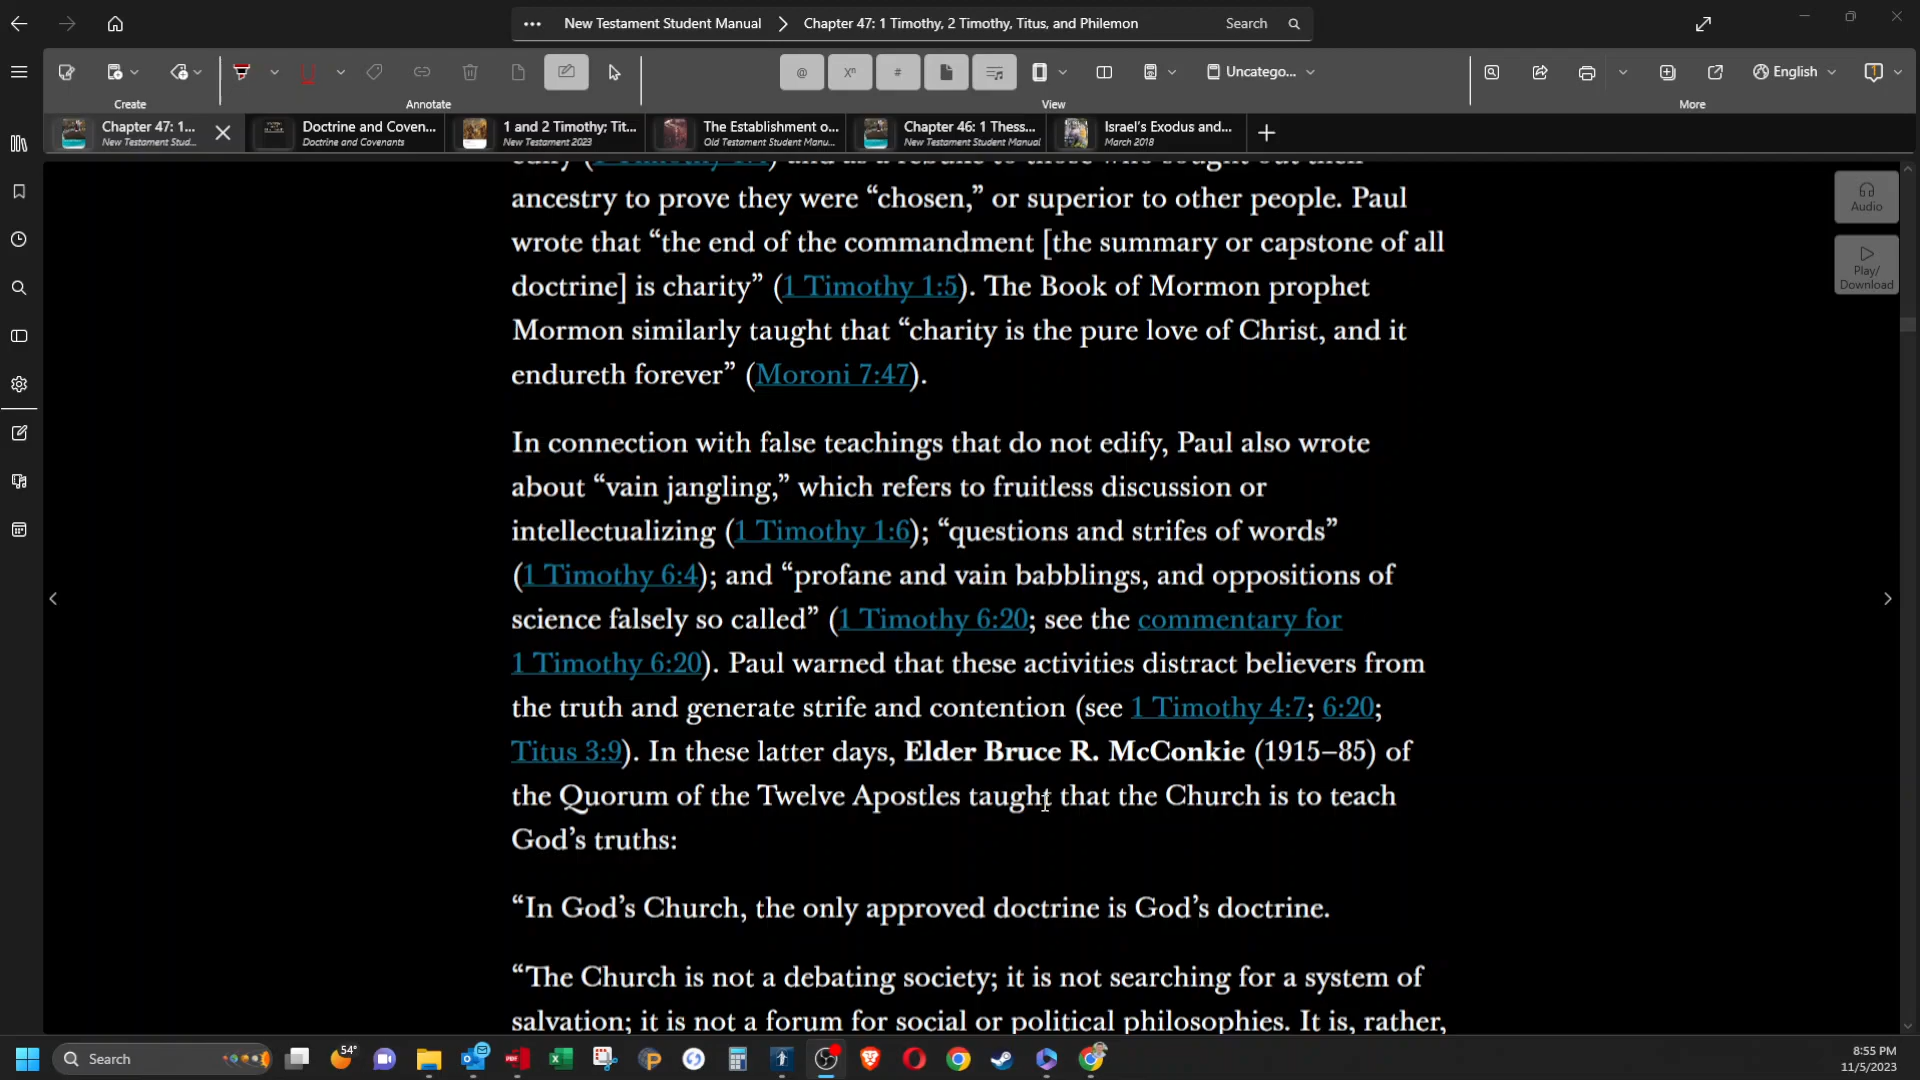 New Testament Student Manual > Chapter 47: 1 Timothy, 2 Timothy, Titus, and Philemon Search
@ Xⁿ # Uncatego... English 1
Create Annotate View More
Chapter 47: 1...
New Testament Stud...
Doctrine and Coven...
Doctrine and Covenants
1 and 2 Timothy; Tit...
New Testament 2023
The Establishment o...
Old Testament Student Manu...
Chapter 46: 1 Thess...
New Testament Student Manual
Israel's Exodus and...
March 2018
ancestry to prove they were “chosen,” or superior to other people. Paul
wrote that “the end of the commandment [the summary or capstone of all
doctrine] is charity” (1 Timothy 1:5). The Book of Mormon prophet
Mormon similarly taught that “charity is the pure love of Christ, and it
endureth forever” (Moroni 7:47).
In connection with false teachings that do not edify, Paul also wrote
about “vain jangling,” which refers to fruitless discussion or
intellectualizing (1 Timothy 1:6); “questions and strifes of words”
(1 Timothy 6:4); and “profane and vain babblings, and oppositions of
science falsely so called” (1 Timothy 6:20; see the commentary for
1 Timothy 6:20). Paul warned that these activities distract believers from
the truth and generate strife and contention (see 1 Timothy 4:7; 6:20;
Titus 3:9). In these latter days, Elder Bruce R. McConkie (1915–85) of
the Quorum of the Twelve Apostles taught that the Church is to teach
God’s truths:
“In God’s Church, the only approved doctrine is God’s doctrine.
“The Church is not a debating society; it is not searching for a system of
salvation; it is not a forum for social or political philosophies. It is, rather,
Audio
Play/
Download
Search
54°
8:55 PM
11/5/2023